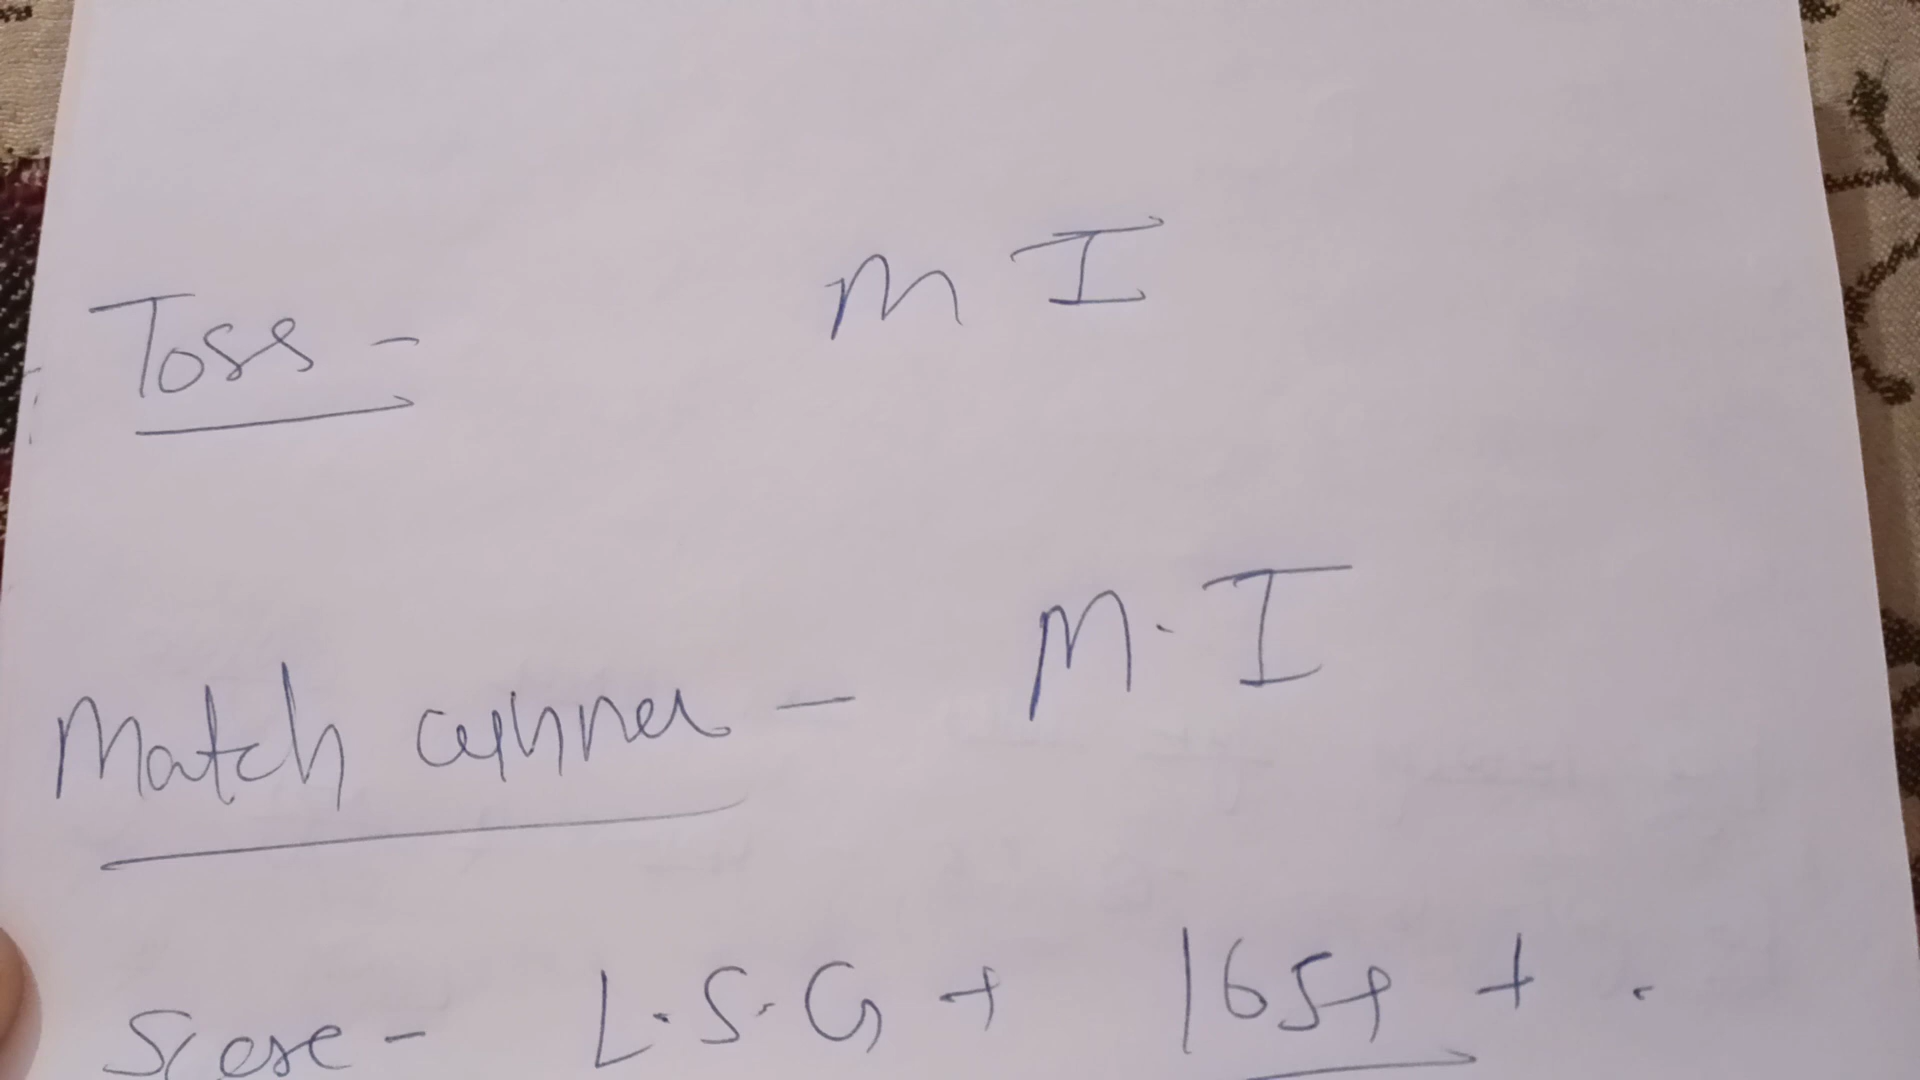 Toss - M I
Match winner - M. I
Score - L.S.G + 165+ + .